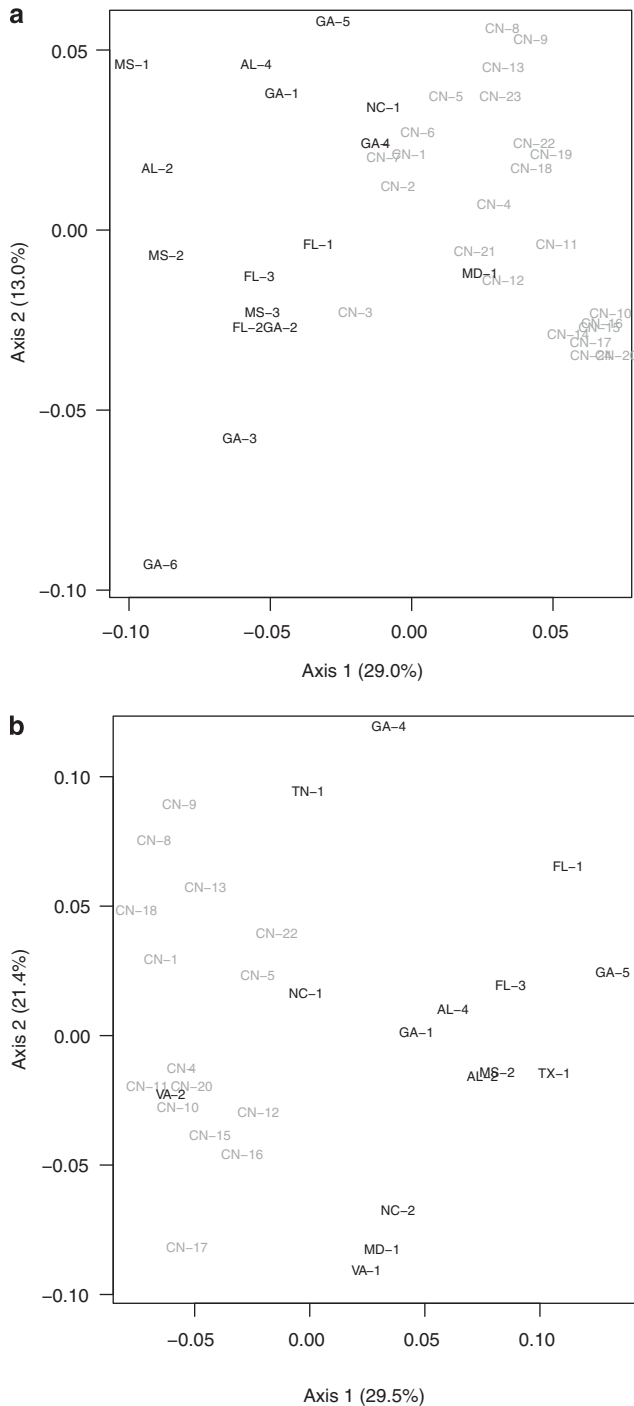 a
GA−5
CN−8
CN−9
0.05
MS−1
AL−4
CN−13
GA−1
CN−5
CN−23
NC−1
CN−6
GA−4
CN−22
CN−7
CN−1
CN−19
AL−2
CN−18
CN−2
CN−4
0.00
FL−1
CN−11
MS−2
CN−21
FL−3
MD−1
CN−12
MS−3
CN−3
CN−10
CN−16
FL−2
GA−2
CN−15
CN−14
CN−17
CN−24
−0.05
GA−3
GA−6
−0.10
Axis 2 (13.0%)
−0.10
−0.05
0.00
0.05
Axis 1 (29.0%)
b
GA−4
0.10
TN−1
CN−9
CN−8
FL−1
CN−13
0.05
CN−18
CN−22
CN−1
CN−5
GA−5
FL−3
NC−1
AL−4
GA−1
0.00
CN−4
MS−2
AL−2
TX−1
CN−11
CN−20
VA−2
CN−10
CN−12
CN−15
CN−16
−0.05
NC−2
CN−17
MD−1
VA−1
−0.10
Axis 2 (21.4%)
−0.05
0.00
0.05
0.10
Axis 1 (29.5%)